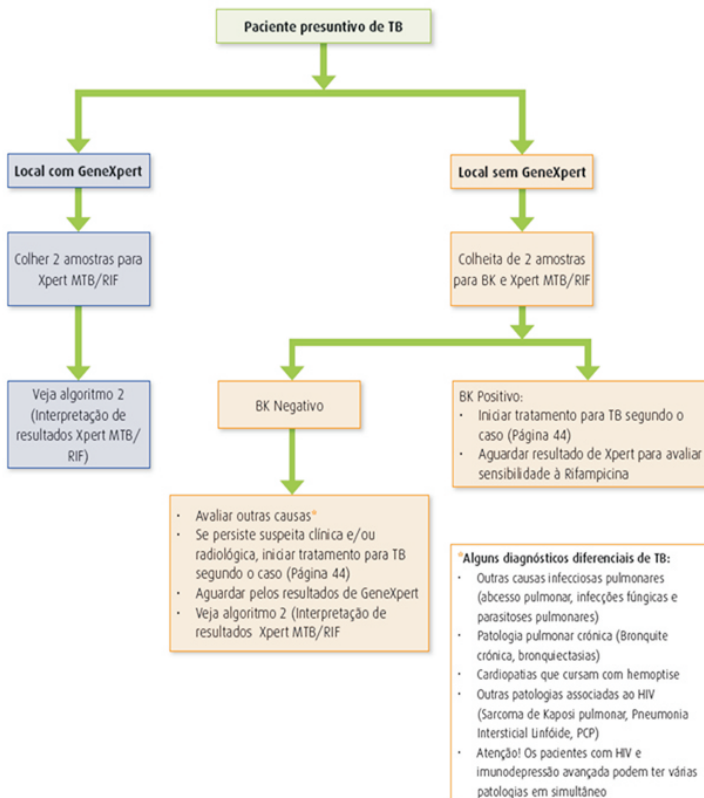 Paciente presuntivo de TB
Local com GeneXpert
Local sem GeneXpert
Colher 2 amostras para
Xpert MTB/RIF
Colheita de 2 amostras
para BK e Xpert MTB/RIF
Veja algoritmo 2
(Interpretação de
resultados Xpert MTB/
RIF)
BK Negativo
BK Positivo:
· Iniciar tratamento para TB segundo o
caso (Página 44)
· Aguardar resultado de Xpert para avaliar
sensibilidade à Rifampicina
· Avaliar outras causas*
· Se persiste suspeita clínica e/ou
radiológica, iniciar tratamento para TB
segundo o caso (Página 44)
· Aguardar pelos resultados de GeneXpert
· Veja algoritmo 2 (Interpretação de
resultados Xpert MTB/RIF
*Alguns diagnósticos diferenciais de TB:
· Outras causas infecciosas pulmonares
(abcesso pulmonar, infecções fúngicas e
parasitoses pulmonares)
· Patologia pulmonar crónica (Bronquite
crónica, bronquiectasias)
· Cardiopatias que cursam com hemoptise
· Outras patologias associadas ao HIV
(Sarcoma de Kaposi pulmonar, Pneumonia
Intersticial Linfóide, PCP)
· Atenção! Os pacientes com HIV e
imunodepressão avançada podem ter várias
patologias em simultâneo